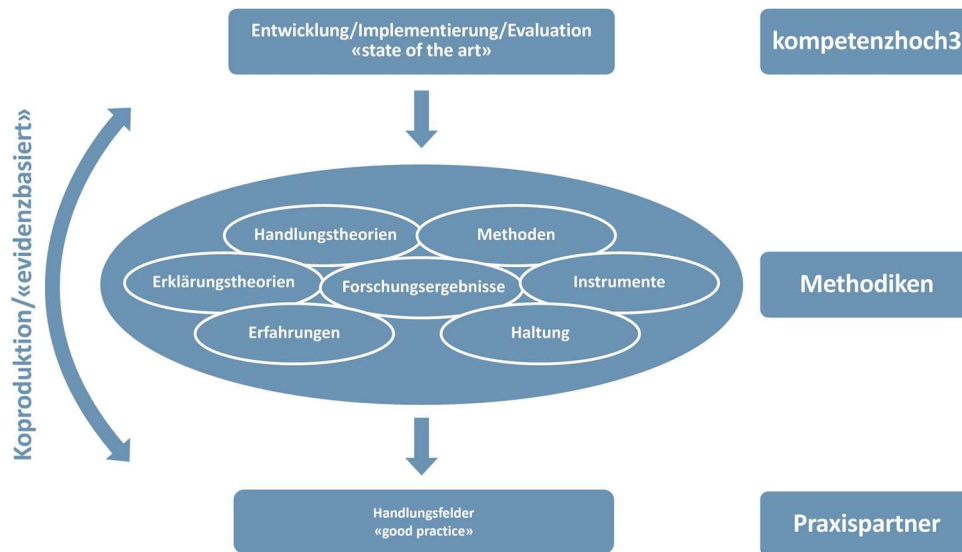 Entwicklung/Implementierung/Evaluation
«state of the art»
kompetenzhoch3
Koproduktion/«evidenzbasiert»
Handlungstheorien
Methoden
Erklärungstheorien
Forschungsergebnisse
Instrumente
Erfahrungen
Haltung
Methodiken
Handlungsfelder
«good practice»
Praxispartner